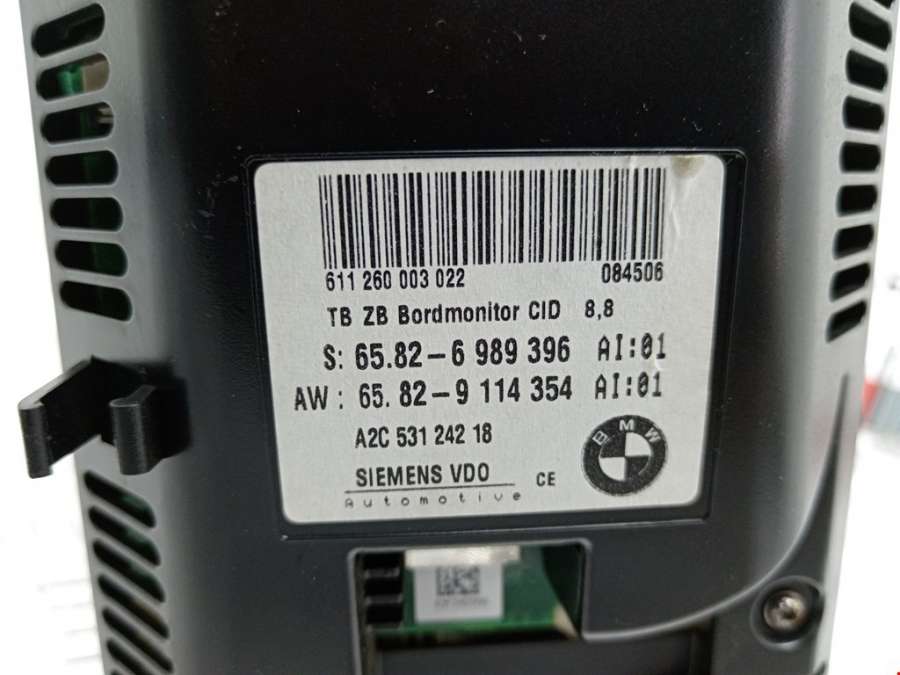 611 260 003 022 084506
TB ZB Bordmonitor CID 8,8
S: 65.82-6 989 396 AI:01
AW: 65.82-9 114 354 AI:01
A2C 531 242 18
SIEMENS VDO CE
Automotive
BMW